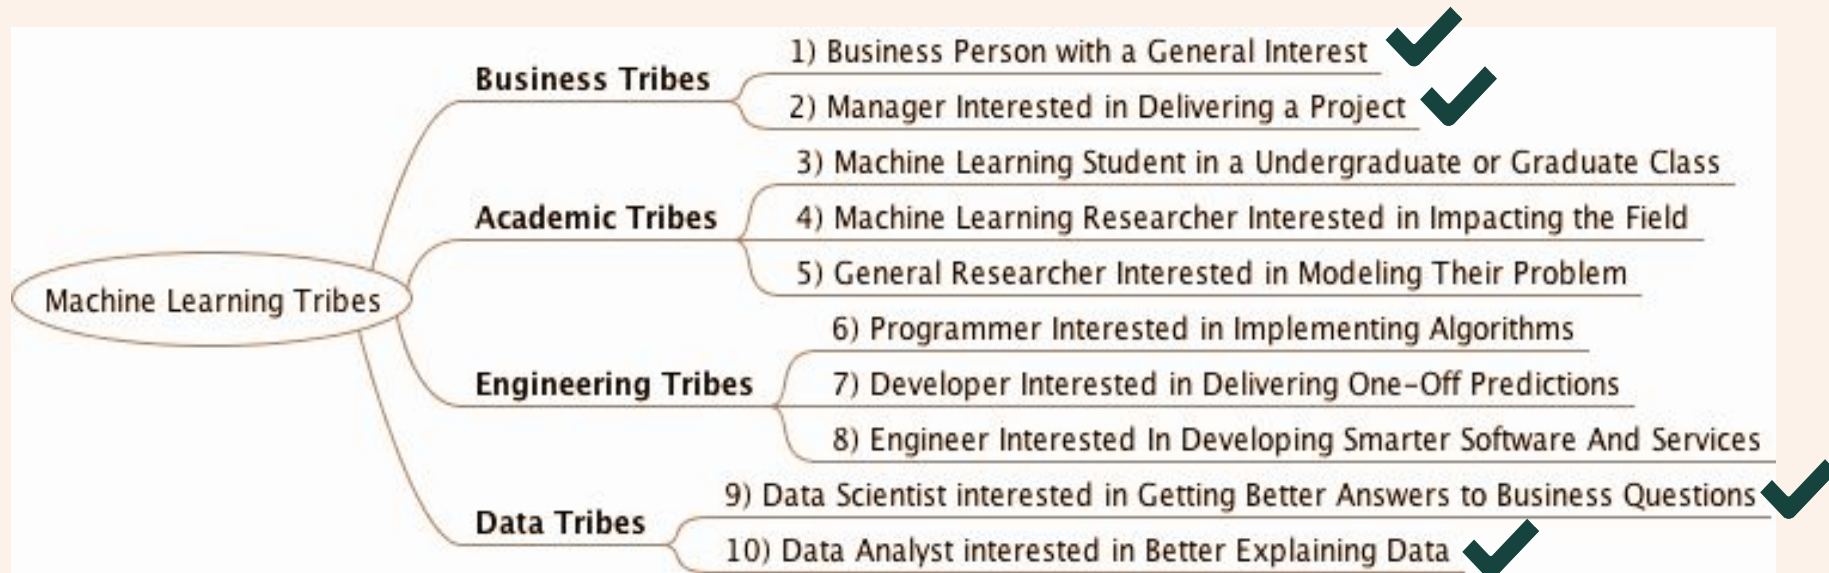 Machine Learning Tribes
Business Tribes
1) Business Person with a General Interest
2) Manager Interested in Delivering a Project
Academic Tribes
3) Machine Learning Student in a Undergraduate or Graduate Class
4) Machine Learning Researcher Interested in Impacting the Field
5) General Researcher Interested in Modeling Their Problem
Engineering Tribes
6) Programmer Interested in Implementing Algorithms
7) Developer Interested in Delivering One-Off Predictions
8) Engineer Interested In Developing Smarter Software And Services
Data Tribes
9) Data Scientist interested in Getting Better Answers to Business Questions
10) Data Analyst interested in Better Explaining Data